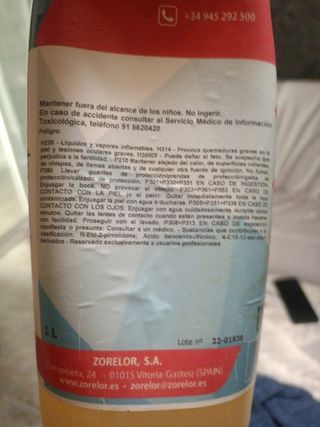 +34 945 292 500
Mantener fuera del alcance de los niños. No ingerir.
En caso de accidente consultar al Servicio Médico de Información
Toxicológica, teléfono 91 5620420
Peligro
H226 - Líquidos y vapores inflamables. H314 - Provoca quemaduras graves en la
piel y lesiones oculares graves. H360Df - Puede dañar al feto. Se sospecha que
perjudica a la fertilidad. - P210 Mantener alejado del calor, de superficies calientes,
de chispas, de llamas abiertas y de cualquier otra fuente de ignición. No fumar.
P280 Llevar guantes de protección/prendas de protección/gafas de
protección/calzado de protección. P301+P330+P331 EN CASO DE INGESTIÓN:
Enjuagar la boca. NO provocar el vómito. P303+P361+P353 EN CASO DE
CONTACTO CON LA PIEL (o el pelo): Quitar inmediatamente toda la ropa
contaminada. Enjuagar la piel con agua o ducharse. P305+P351+P338 EN CASO DE
CONTACTO CON LOS OJOS: Enjuagar con agua cuidadosamente durante varios
minutos. Quitar las lentes de contacto cuando estén presentes y pueda hacerse
con facilidad. Proseguir con el lavado. P308+P313 EN CASO DE exposición
manifiesta o presunta: Consultar a un médico. - Sustancias que contribuyen a la
clasificación: N-Etil-2-pirrolidona; Ácido bencenosulfónico, 4-C10-13-sec-alquil
derivados - Reservado exclusivamente a usuarios profesionales
1 L
Lote nº 22-01838
ZORELOR, S.A.
Zurrupitieta, 24 - 01015 Vitoria Gasteiz (SPAIN)
www.zorelor.es - zorelor@zorelor.es